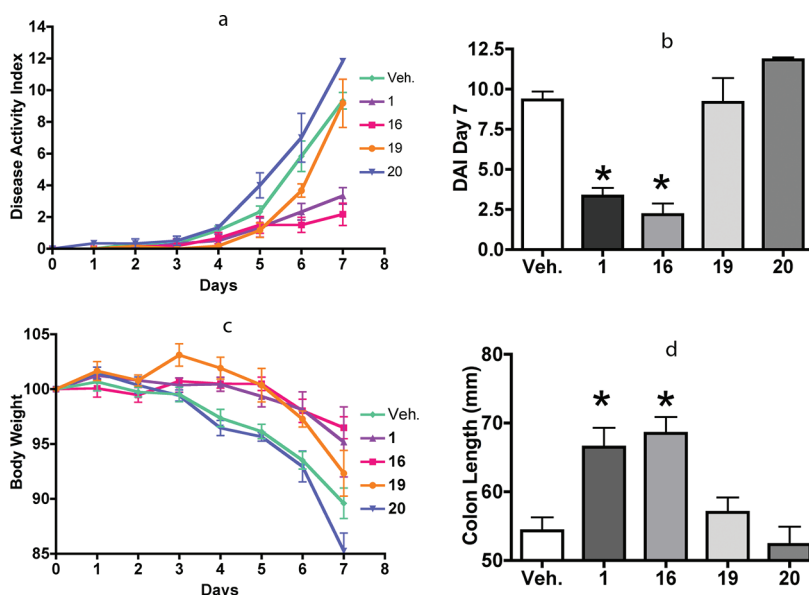 a
Disease Activity Index
14
12
10
8
6
4
2
0
0 1 2 3 4 5 6 7 8
Days
Veh.
1
16
19
20
b
DAI Day 7
12.5
10.0
7.5
5.0
2.5
0.0
* *
Veh. 1 16 19 20
c
Body Weight
105
100
95
90
85
0 1 2 3 4 5 6 7 8
Days
Veh.
1
16
19
20
d
Colon Length (mm)
80
70
60
50
* *
Veh. 1 16 19 20